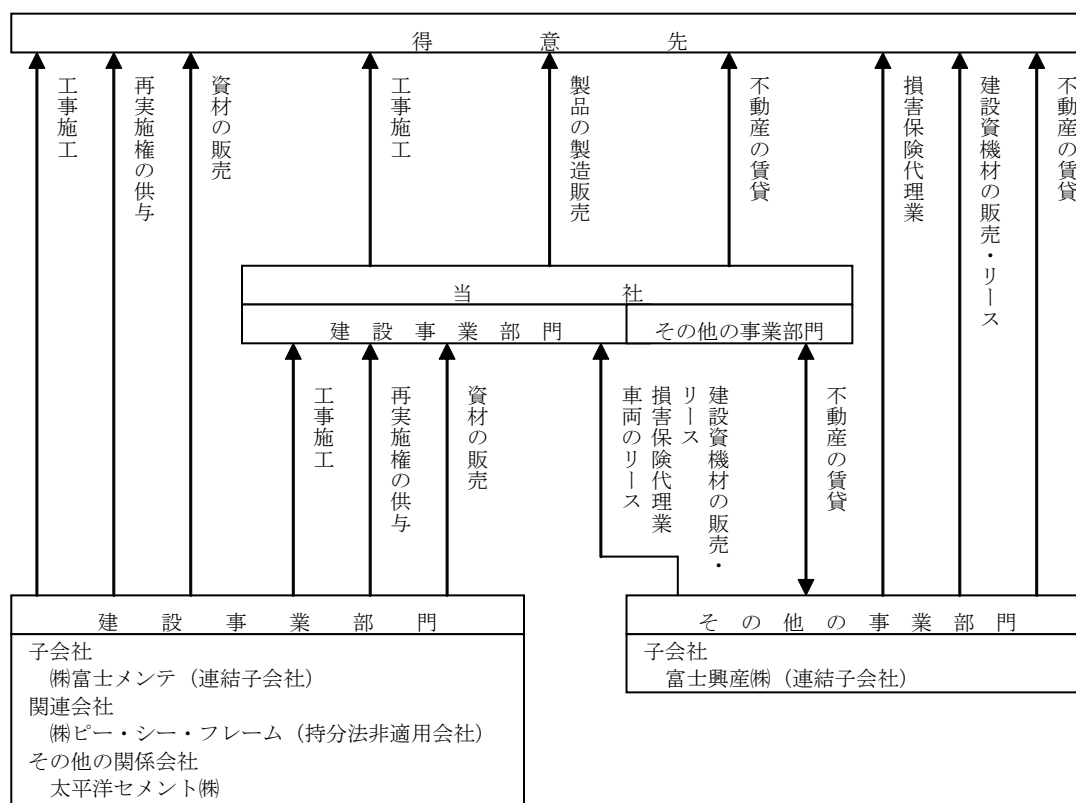 得意先
工事施工
再実施権の供与
資材の販売
工事施工
製品の製造販売
不動産の賃貸
損害保険代理業
建設資機材の販売・リース
不動産の賃貸
当社
建設事業部門
その他の事業部門
工事施工
再実施権の供与
資材の販売
建設資機材の販売・
リース
損害保険代理業
車両のリース
不動産の賃貸
建設事業部門
子会社
㈱富士メンテ（連結子会社）
関連会社
㈱ピー・シー・フレーム（持分法非適用会社）
その他の関係会社
太平洋セメント㈱
その他の事業部門
子会社
富士興産㈱（連結子会社）